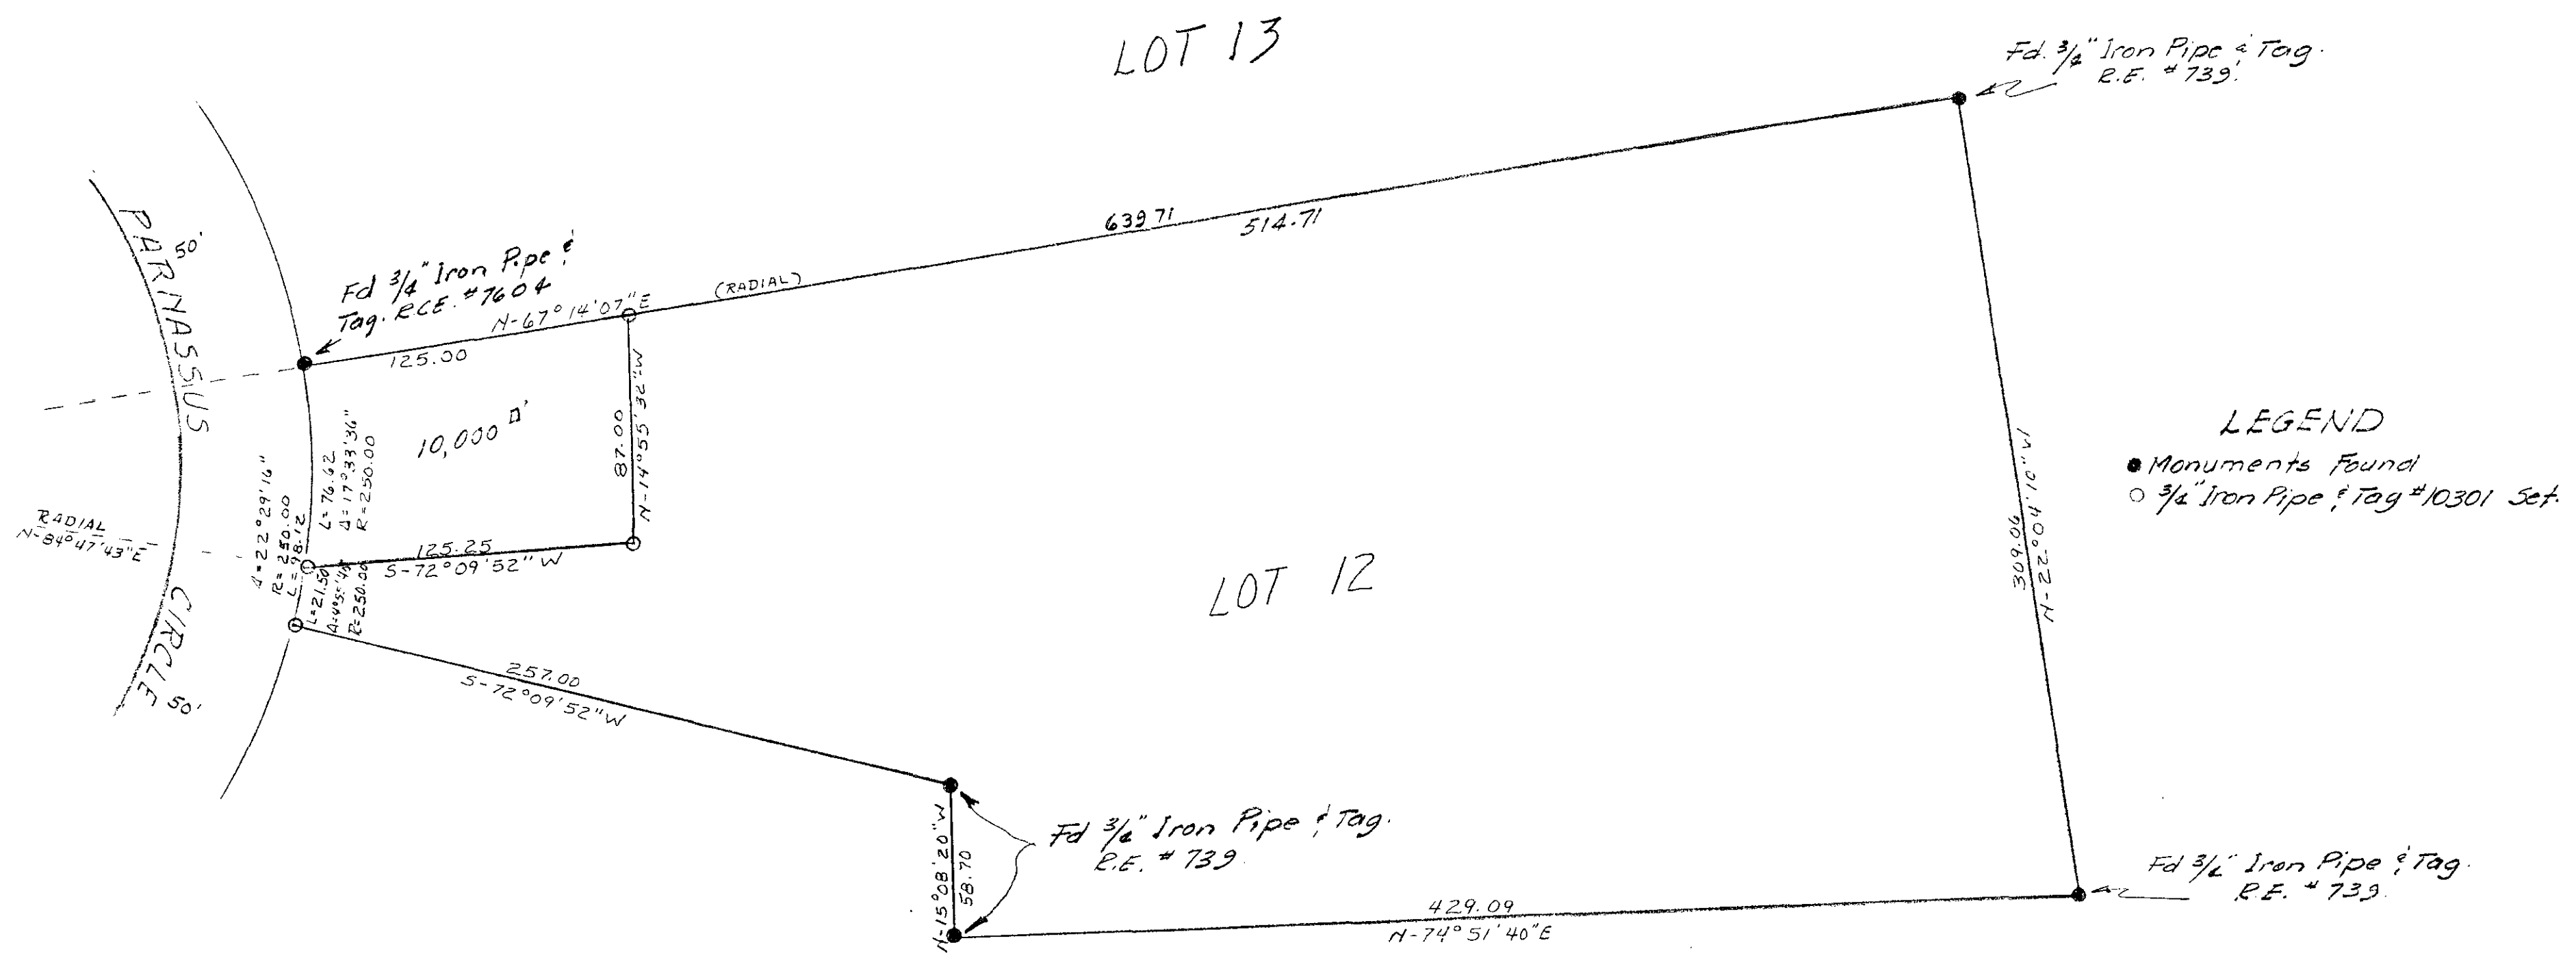 LOT 13
Fd. 3/4" Iron Pipe & Tag.
R.E. #739.
639.71
514.71
(RADIAL)
N-67°14'07"E
125.00
Fd 3/4" Iron Pipe &
Tag. R.C.E. #7604
PARNASSUS
CIRCLE
50'
50'
10,000 □'
87.00
N-14°55'32"W
L=76.62
Δ=17°33'36"
R=250.00
Δ=22°29'16"
R=250.00
L=98.12
RADIAL
N-84°47'43"E
125.25
S-72°09'52"W
L=21.50
R=250.00
257.00
S-72°09'52"W
LOT 12
N-22°04'10"W
309.06
LEGEND
● Monuments Found
○ 3/4" Iron Pipe & Tag #10301 Set.
N-15°08'20"W
58.70
Fd 3/4" Iron Pipe & Tag.
R.E. #739.
429.09
N-74°51'40"E
Fd 3/4" Iron Pipe & Tag.
R.E. #739.